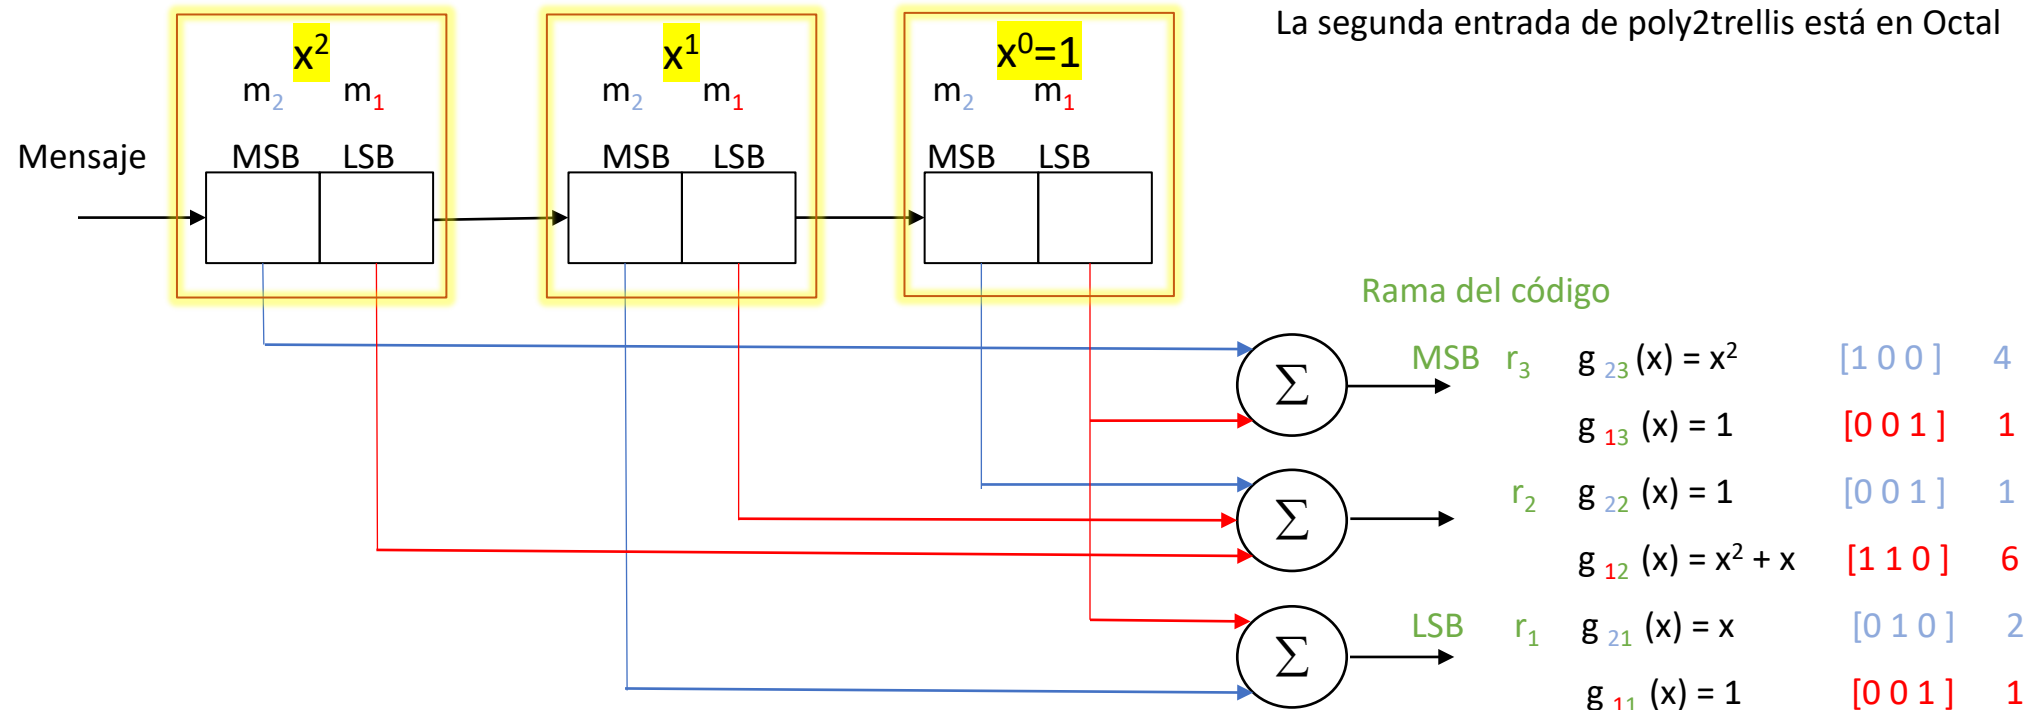 La segunda entrada de poly2trellis está en Octal
x² x¹ x⁰=1
m₂ m₁ m₂ m₁ m₂ m₁
Mensaje MSB LSB MSB LSB MSB LSB
Rama del código
Σ MSB r₃ g ₂₃ (x) = x² [1 0 0 ] 4
g ₁₃ (x) = 1 [0 0 1 ] 1
Σ r₂ g ₂₂ (x) = 1 [0 0 1 ] 1
g ₁₂ (x) = x² + x [1 1 0 ] 6
Σ LSB r₁ g ₂₁ (x) = x [0 1 0 ] 2
g ₁₁ (x) = 1 [0 0 1 ] 1